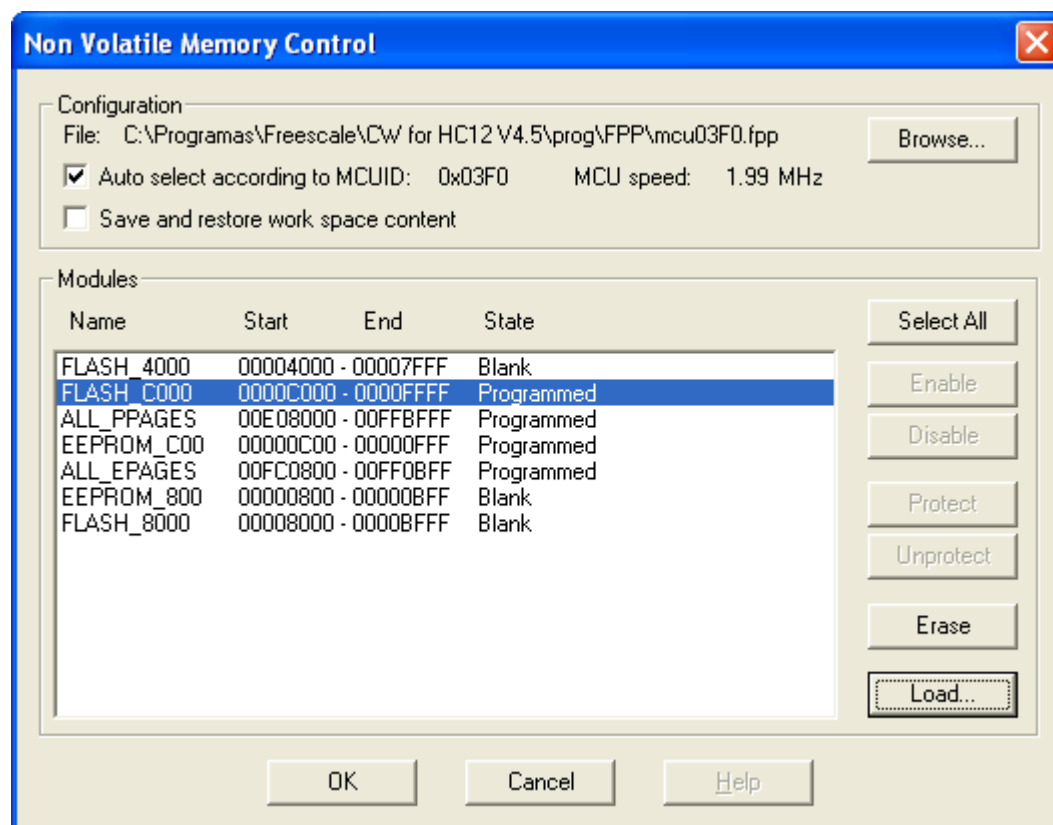 Non Volatile Memory Control
Configuration
File: C:\Programas\Freescale\CW for HC12 V4.5\prog\FPP\mcu03F0.fpp
Browse...
Auto select according to MCUID: 0x03F0 MCU speed: 1.99 MHz
Save and restore work space content
Modules
Name Start End State
Select All
FLASH_4000 00004000 - 00007FFF Blank
FLASH_C000 0000C000 - 0000FFFF Programmed
ALL_PPAGES 00E08000 - 00FFBFFF Programmed
EEPROM_C00 00000C00 - 00000FFF Programmed
ALL_EPAGES 00FC0800 - 00FF0BFF Programmed
EEPROM_800 00000800 - 00000BFF Blank
FLASH_8000 00008000 - 0000BFFF Blank
Enable
Disable
Protect
Unprotect
Erase
Load...
OK Cancel Help